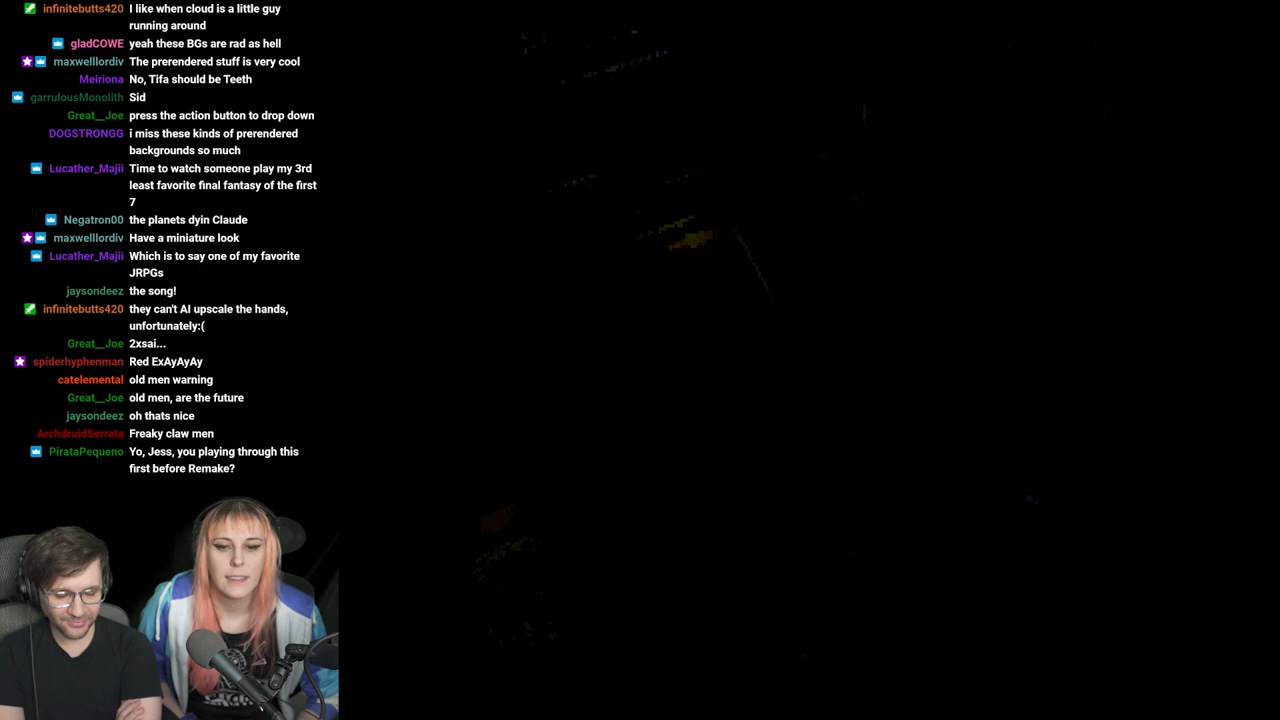 infinitebutts420 I like when cloud is a little guy
running around
gladCOWE yeah these BGs are rad as hell
maxwelllordiv The prerendered stuff is very cool
Meiriona No, Tifa should be Teeth
garrulousMonolith Sid
Great__Joe press the action button to drop down
DOGSTRONGG i miss these kinds of prerendered
backgrounds so much
Lucather_Majii Time to watch someone play my 3rd
least favorite final fantasy of the first
7
Negatron00 the planets dyin Claude
maxwelllordiv Have a miniature look
Lucather_Majii Which is to say one of my favorite
JRPGs
jaysondeez the song!
infinitebutts420 they can't AI upscale the hands,
unfortunately:(
Great__Joe 2xsai...
spiderhyphenman Red ExAyAyAy
catelemental old men warning
Great__Joe old men, are the future
jaysondeez oh thats nice
ArchdruidSerrata Freaky claw men
PirataPequeno Yo, Jess, you playing through this
first before Remake?